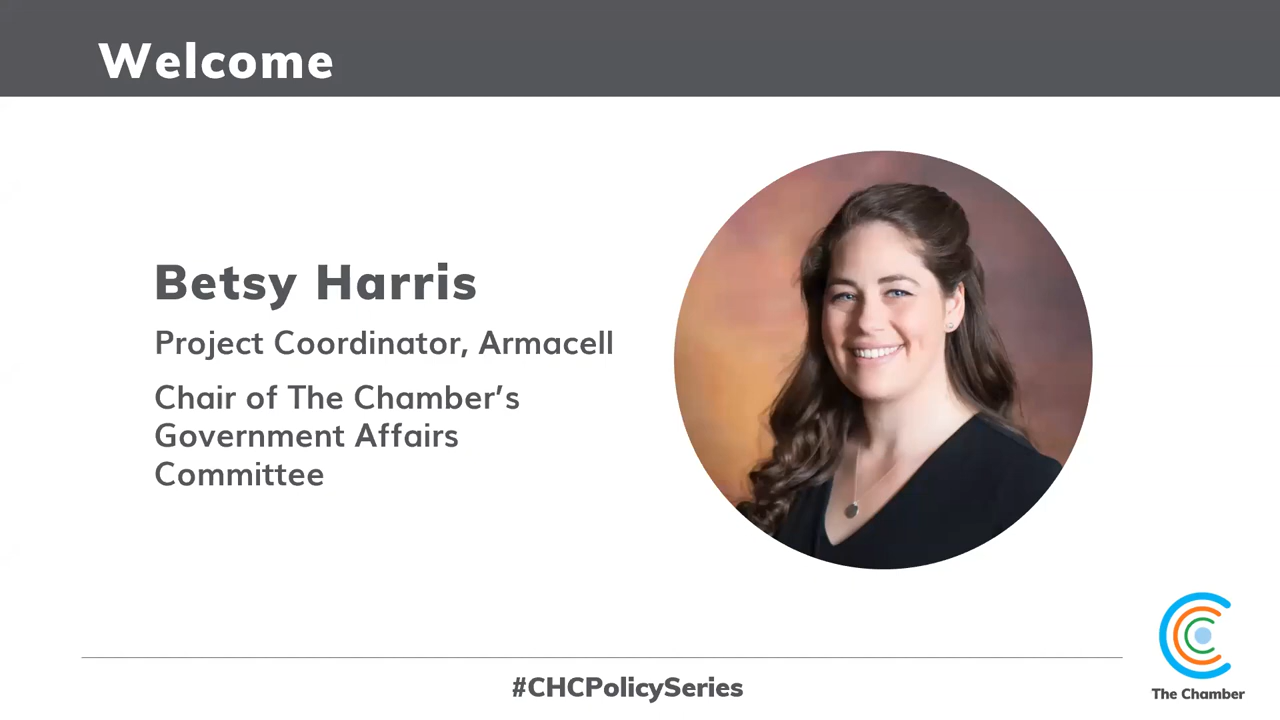 Welcome
Betsy Harris
Project Coordinator, Armacell
Chair of The Chamber’s
Government Affairs
Committee
#CHCPolicySeries
The Chamber